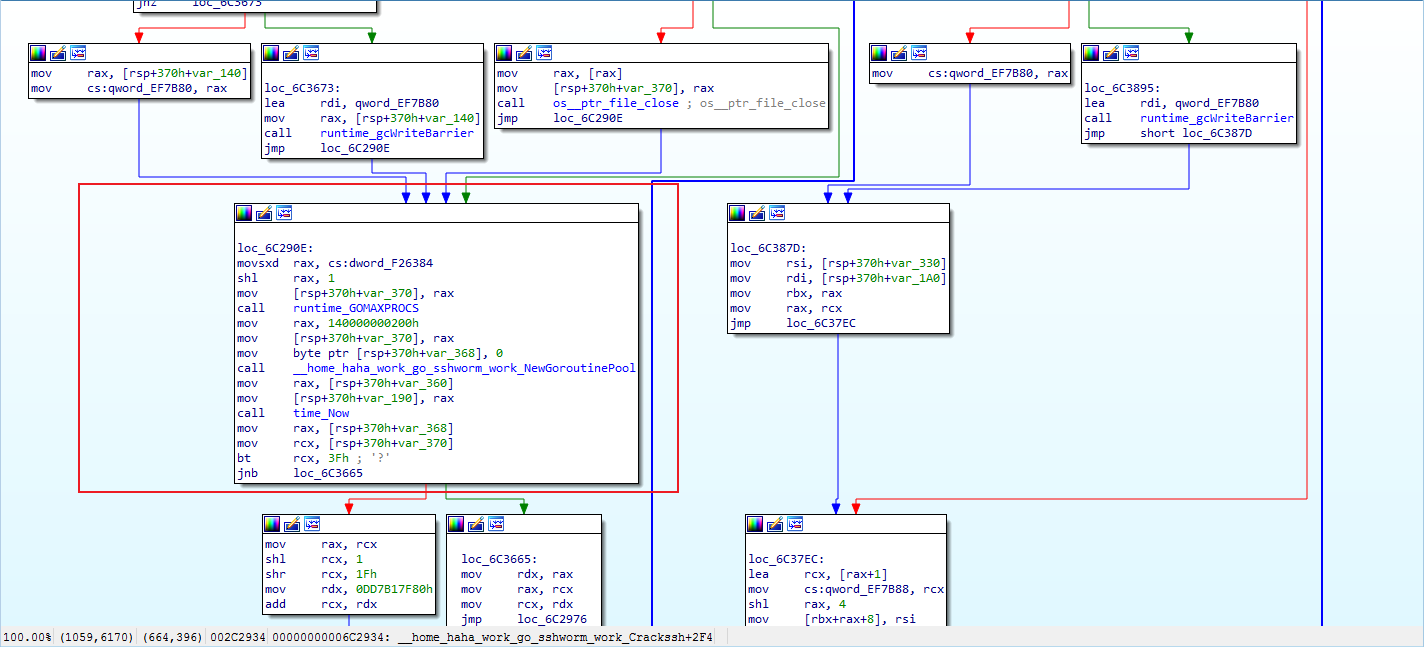 jnz loc_6C3673
mov rax, [rsp+370h+var_140]
mov cs:qword_EF7B80, rax
loc_6C3673:
lea rdi, qword_EF7B80
mov rax, [rsp+370h+var_140]
call runtime_gcWriteBarrier
jmp loc_6C290E
mov rax, [rax]
mov [rsp+370h+var_370], rax
call os__ptr_file_close ; os__ptr_file_close
jmp loc_6C290E
mov cs:qword_EF7B80, rax
loc_6C3895:
lea rdi, qword_EF7B80
call runtime_gcWriteBarrier
jmp short loc_6C387D
loc_6C290E:
movsxd rax, cs:dword_F26384
shl rax, 1
mov [rsp+370h+var_370], rax
call runtime_GOMAXPROCS
mov rax, 140000000200h
mov [rsp+370h+var_370], rax
mov byte ptr [rsp+370h+var_368], 0
call __home_haha_work_go_sshworm_work_NewGoroutinePool
mov rax, [rsp+370h+var_360]
mov [rsp+370h+var_190], rax
call time_Now
mov rax, [rsp+370h+var_368]
mov rcx, [rsp+370h+var_370]
bt rcx, 3Fh ; '?'
jnb loc_6C3665
loc_6C387D:
mov rsi, [rsp+370h+var_330]
mov rdi, [rsp+370h+var_1A0]
mov rbx, rax
mov rax, rcx
jmp loc_6C37EC
mov rax, rcx
shl rcx, 1
shr rcx, 1Fh
mov rdx, 0DD7B17F80h
add rcx, rdx
loc_6C3665:
mov rdx, rax
mov rax, rcx
mov rcx, rdx
jmp loc_6C2976
loc_6C37EC:
lea rcx, [rax+1]
mov cs:qword_EF7B88, rcx
shl rax, 4
mov [rbx+rax+8], rsi
100.00% (1059,6170) (664,396) 002C2934 00000000006C2934: __home_haha_work_go_sshworm_work_Crackssh+2F4